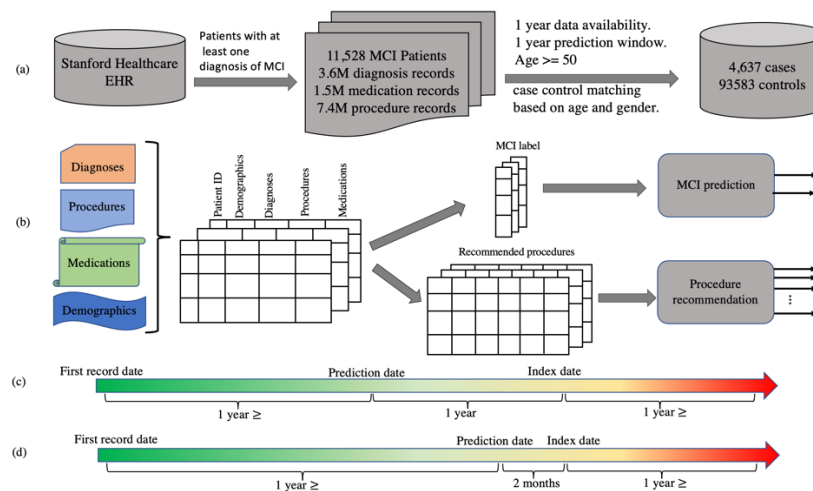 (a)
Stanford Healthcare
EHR
Patients with at
least one
diagnosis of MCI
11,528 MCI Patients
3.6M diagnosis records
1.5M medication records
7.4M procedure records
1 year data availability.
1 year prediction window.
Age >= 50
case control matching
based on age and gender.
4,637 cases
93583 controls
(b)
Diagnoses
Procedures
Medications
Demographics
Patient ID
Demographics
Diagnoses
Procedures
Medications
MCI label
Recommended procedures
MCI prediction
Procedure
recommendation
...
(c)
First record date
Prediction date
Index date
1 year ≥
1 year
1 year ≥
(d)
First record date
Prediction date
Index date
1 year ≥
2 months
1 year ≥